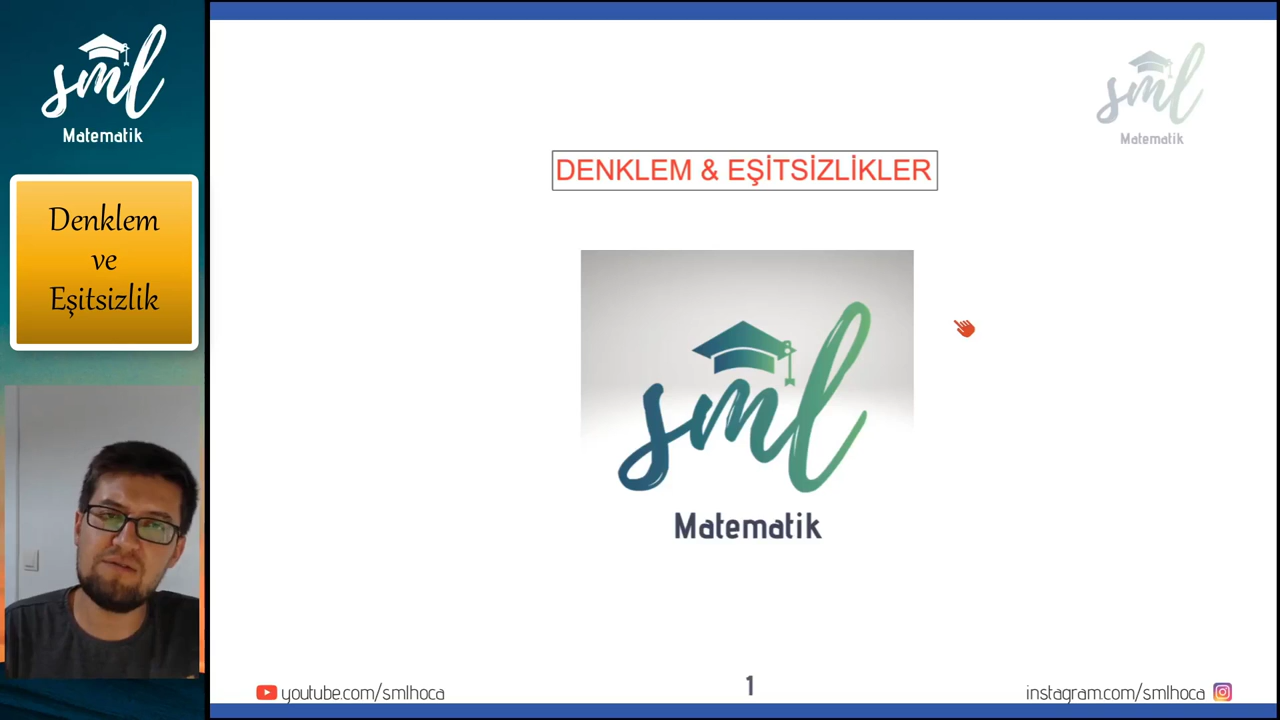 sml
Matematik
Denklem
ve
Eşitsizlik
sml
Matematik
DENKLEM & EŞİTSİZLİKLER
sml
Matematik
youtube.com/smlhoca
1
instagram.com/smlhoca